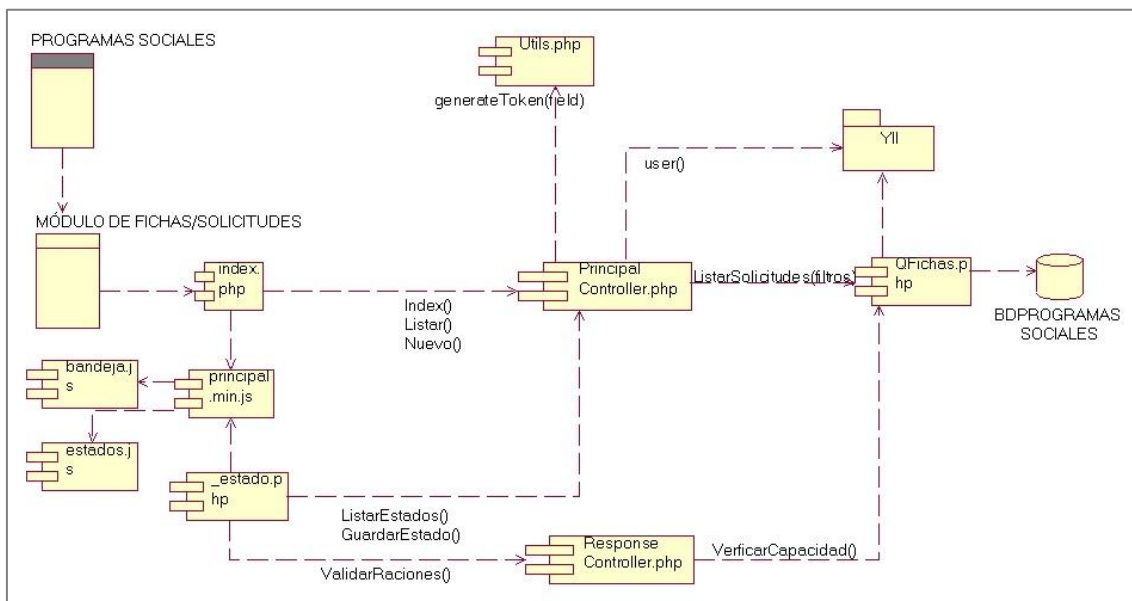 PROGRAMAS SOCIALES
Utils.php
generateToken(field)
YII
user()
MÓDULO DE FICHAS/SOLICITUDES
index.
php
Principal
Controller.php
ListarSolicitudes(filtros)
QFichas.p
hp
Index()
Listar()
Nuevo()
BDPROGRAMAS
SOCIALES
bandeja.j
s
principal
.min.js
estados.j
s
_estado.p
hp
ListarEstados()
GuardarEstado()
Response
Controller.php
VerficarCapacidad()
ValidarRaciones()